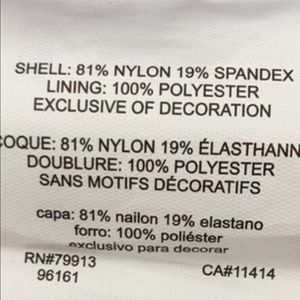 SHELL: 81% NYLON 19% SPANDEX
LINING: 100% POLYESTER
EXCLUSIVE OF DECORATION
COQUE: 81% NYLON 19% ÉLASTHANN
DOUBLURE: 100% POLYESTER
SANS MOTIFS DÉCORATIFS
capa: 81% nailon 19% elastano
forro: 100% poliéster
exclusivo para decorar
RN#79913 CA#11414
96161